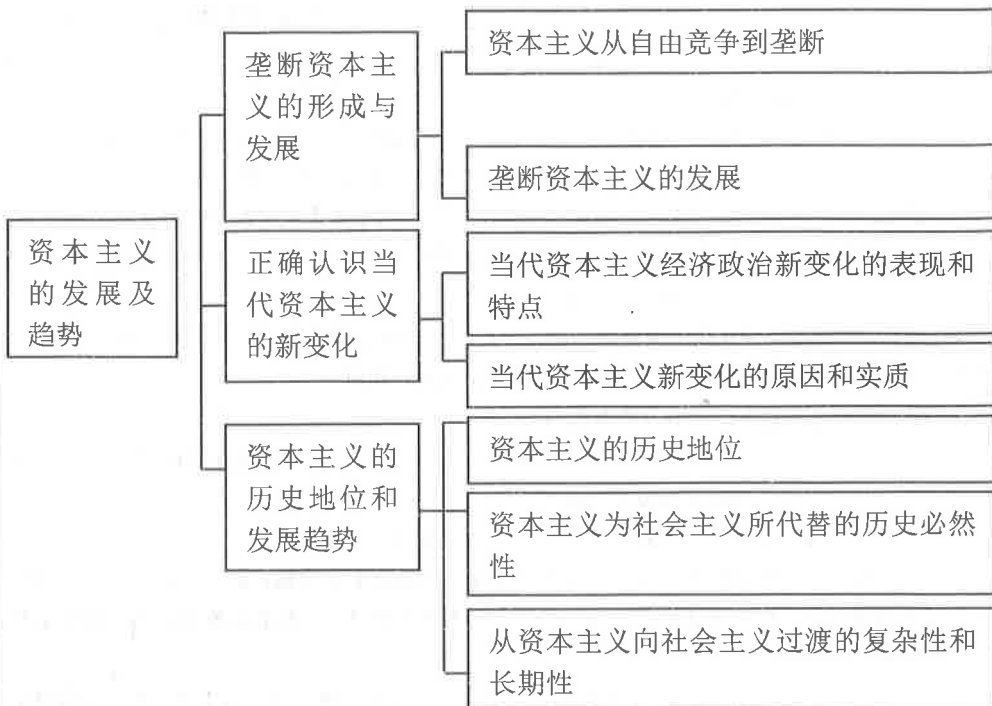 资本主义
的发展及
趋势
垄断资本主
义的形成与
发展
资本主义从自由竞争到垄断
垄断资本主义的发展
正确认识当
代资本主义
的新变化
当代资本主义经济政治新变化的表现和
特点
当代资本主义新变化的原因和实质
资本主义的
历史地位和
发展趋势
资本主义的历史地位
资本主义为社会主义所代替的历史必然
性
从资本主义向社会主义过渡的复杂性和
长期性